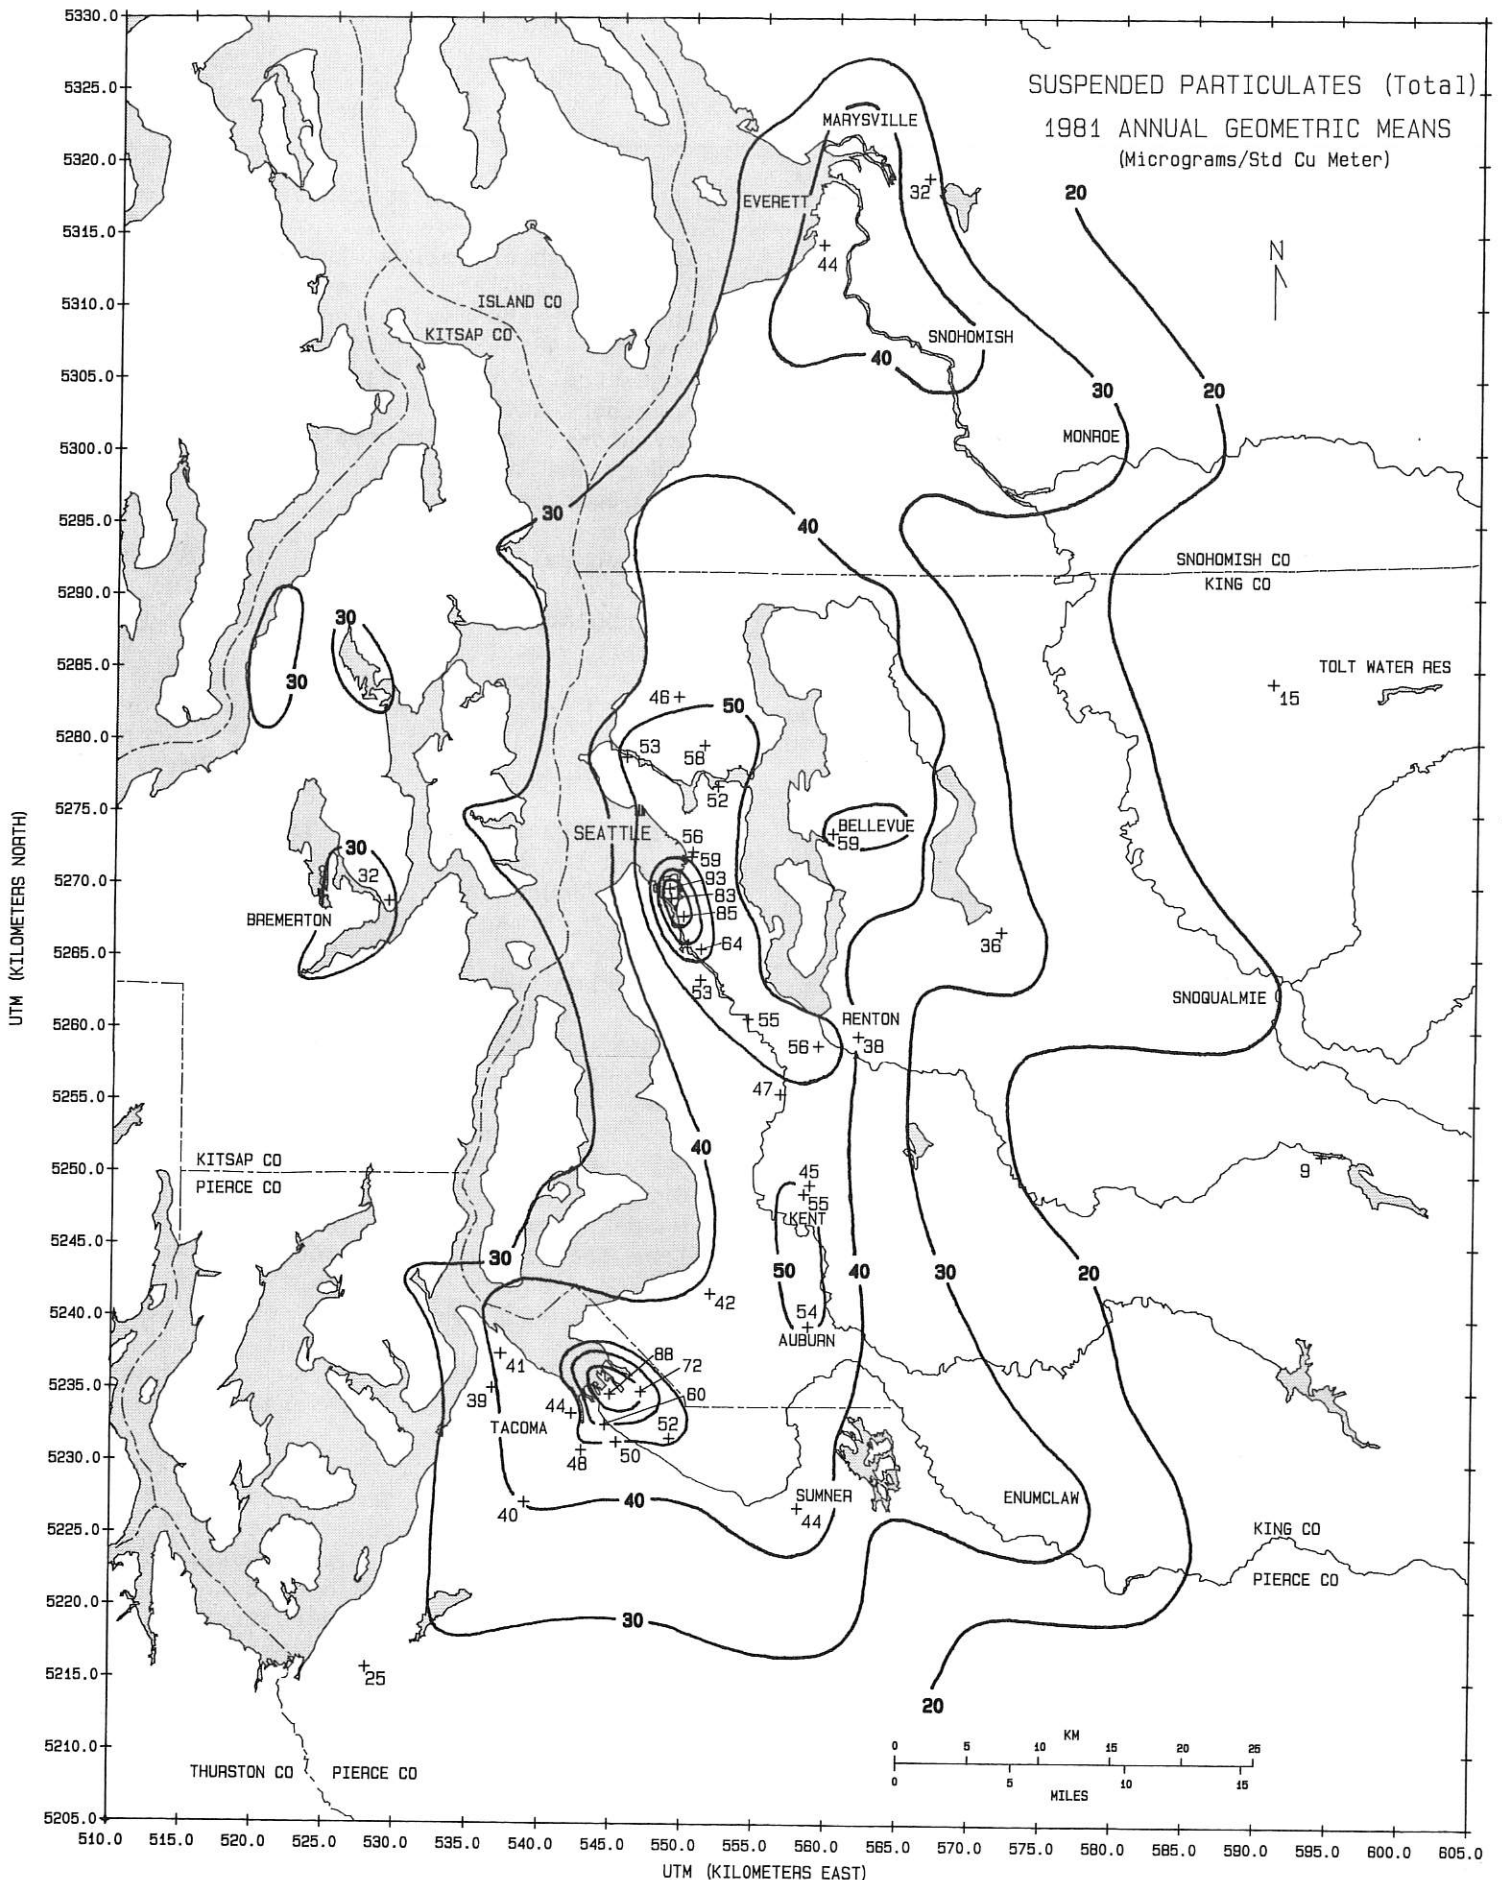 SUSPENDED PARTICULATES (Total)
1981 ANNUAL GEOMETRIC MEANS
(Micrograms/Std Cu Meter)
5330.0
5325.0
5320.0
5315.0
5310.0
5305.0
5300.0
5295.0
5290.0
5285.0
5280.0
5275.0
5270.0
5265.0
5260.0
5255.0
5250.0
5245.0
5240.0
5235.0
5230.0
5225.0
5220.0
5215.0
5210.0
5205.0
UTM (KILOMETERS NORTH)
MARYSVILLE
32
20
EVERETT
44
N
ISLAND CO
KITSAP CO
SNOHOMISH
40
30
20
MONROE
30
40
SNOHOMISH CO
KING CO
30
30
TOLT WATER RES
15
46
50
53
58
52
SEATTLE
BELLEVUE
59
56
59
30
32
93
83
85
BREMERTON
64
36
53
SNOQUALMIE
55
RENTON
56
38
47
40
KITSAP CO
PIERCE CO
9
45
55
KENT
30
50
40
30
20
42
54
AUBURN
41
88
72
39
44
60
TACOMA
52
48
50
40
40
SUMNER
44
ENUMCLAW
KING CO
PIERCE CO
30
25
20
THURSTON CO
PIERCE CO
KM
0 5 10 15 20 25
0 5 10 15
MILES
510.0 515.0 520.0 525.0 530.0 535.0 540.0 545.0 550.0 555.0 560.0 565.0 570.0 575.0 580.0 585.0 590.0 595.0 600.0 605.0
UTM (KILOMETERS EAST)